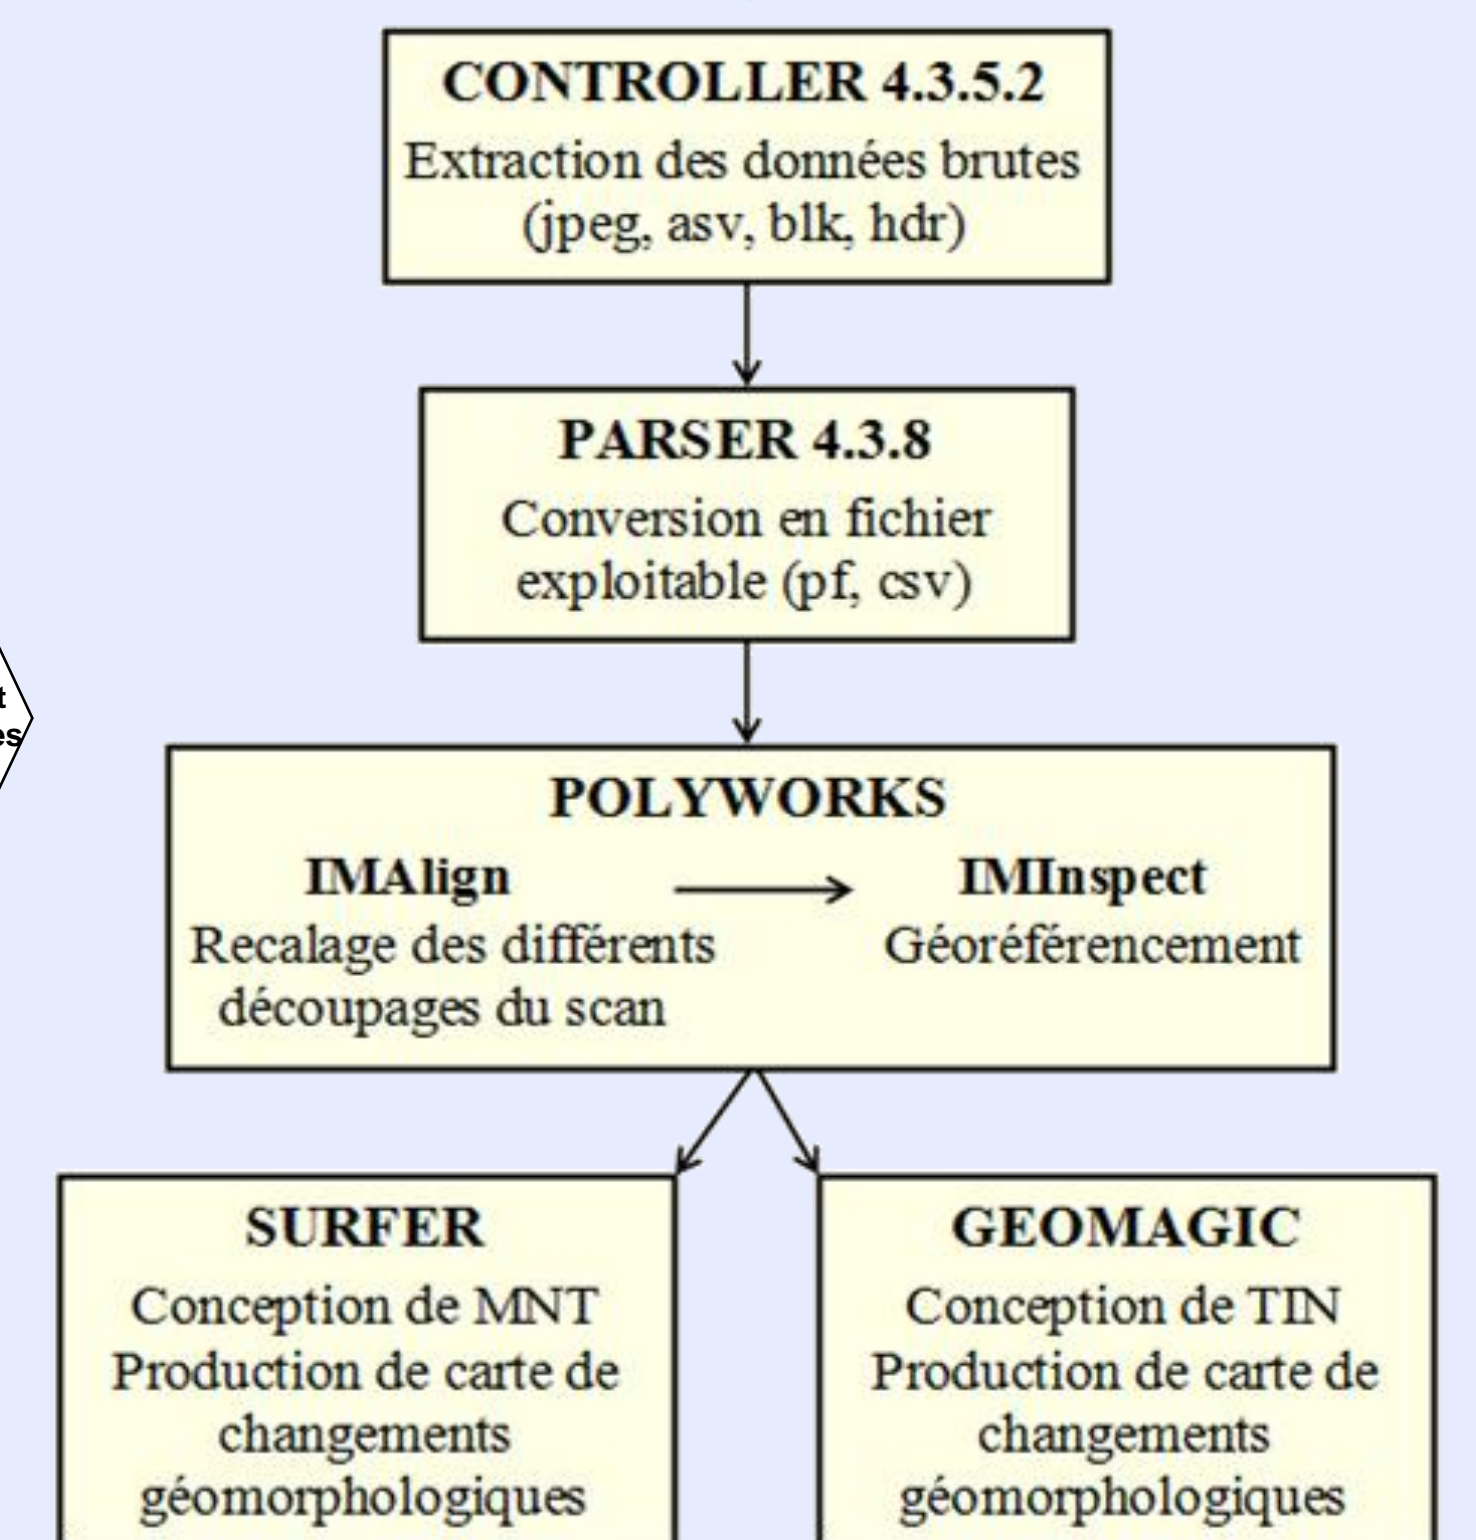 CONTROLLER 4.3.5.2
Extraction des données brutes
(jpeg, asv, blk, hdr)
PARSER 4.3.8
Conversion en fichier
exploitable (pf, csv)
POLYWORKS
IMAlign
Recalage des différents
découpages du scan
IMInspect
Géoréférencement
SURFER
Conception de MNT
Production de carte de
changements
géomorphologiques
GEOMAGIC
Conception de TIN
Production de carte de
changements
géomorphologiques